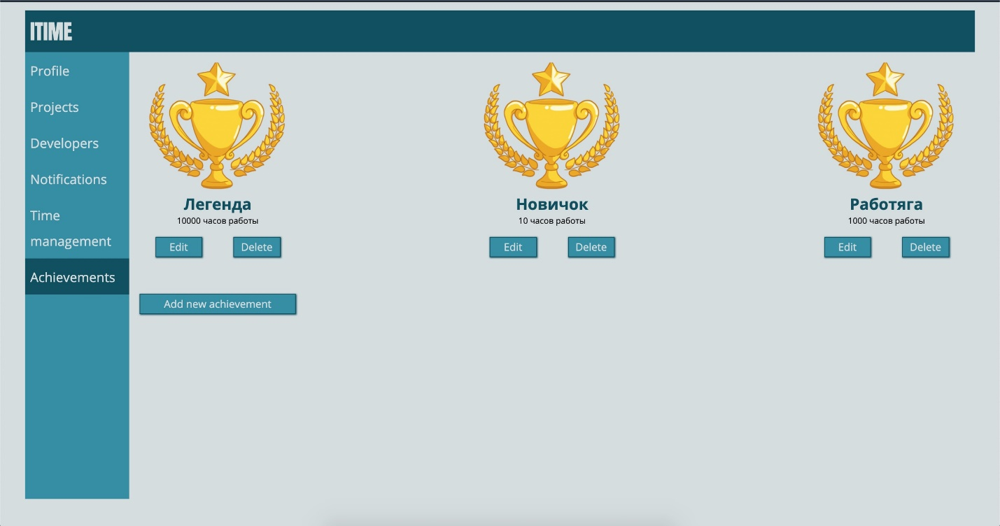 ITIME
Profile
Projects
Developers
Notifications
Time
management
Achievements
Легенда
10000 часов работы
Edit Delete
Новичок
10 часов работы
Edit Delete
Работяга
1000 часов работы
Edit Delete
Add new achievement